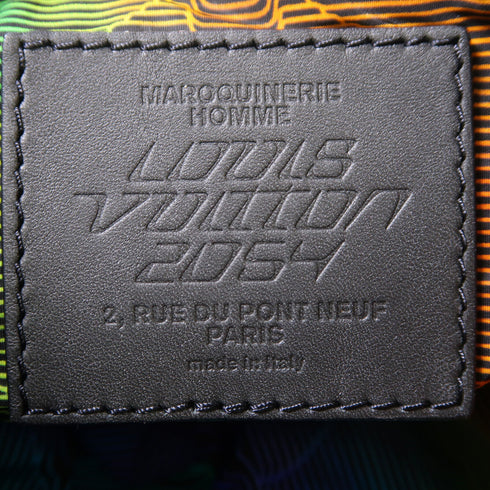 MAROQUINERIE
HOMME
LOUIS
VUITTON
2054
2, RUE DU PONT NEUF
PARIS
made in Italy